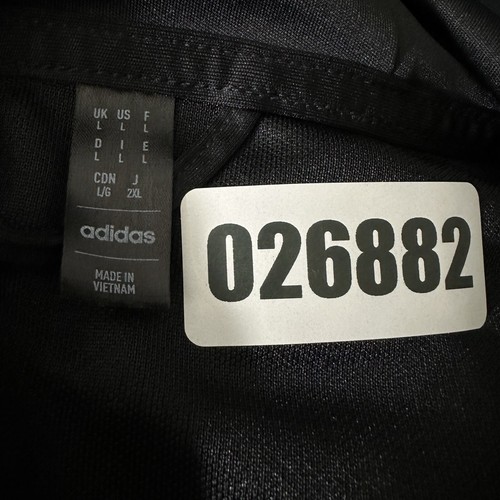 UK US F
L L L
D I E
L L L
CDN J
L/G 2XL
adidas
MADE IN
VIETNAM
026882